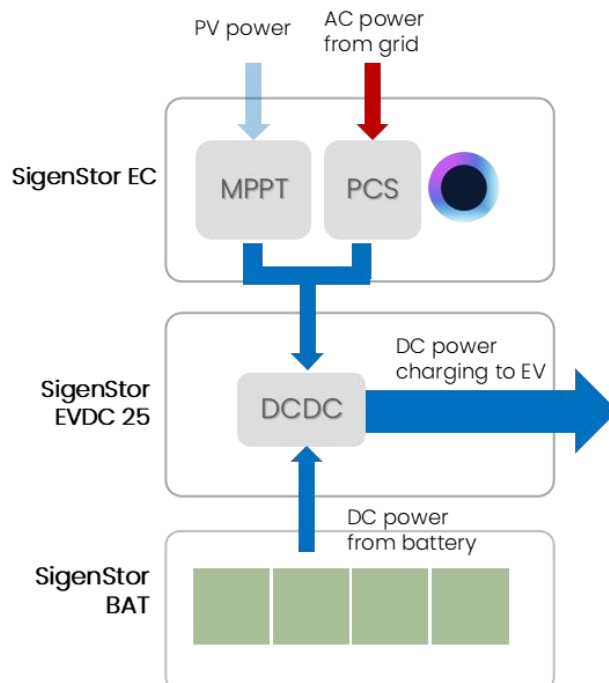 PV power
AC power
from grid
SigenStor EC
MPPT
PCS
SigenStor
EVDC 25
DC power
charging to EV
DCDC
DC power
from battery
SigenStor
BAT